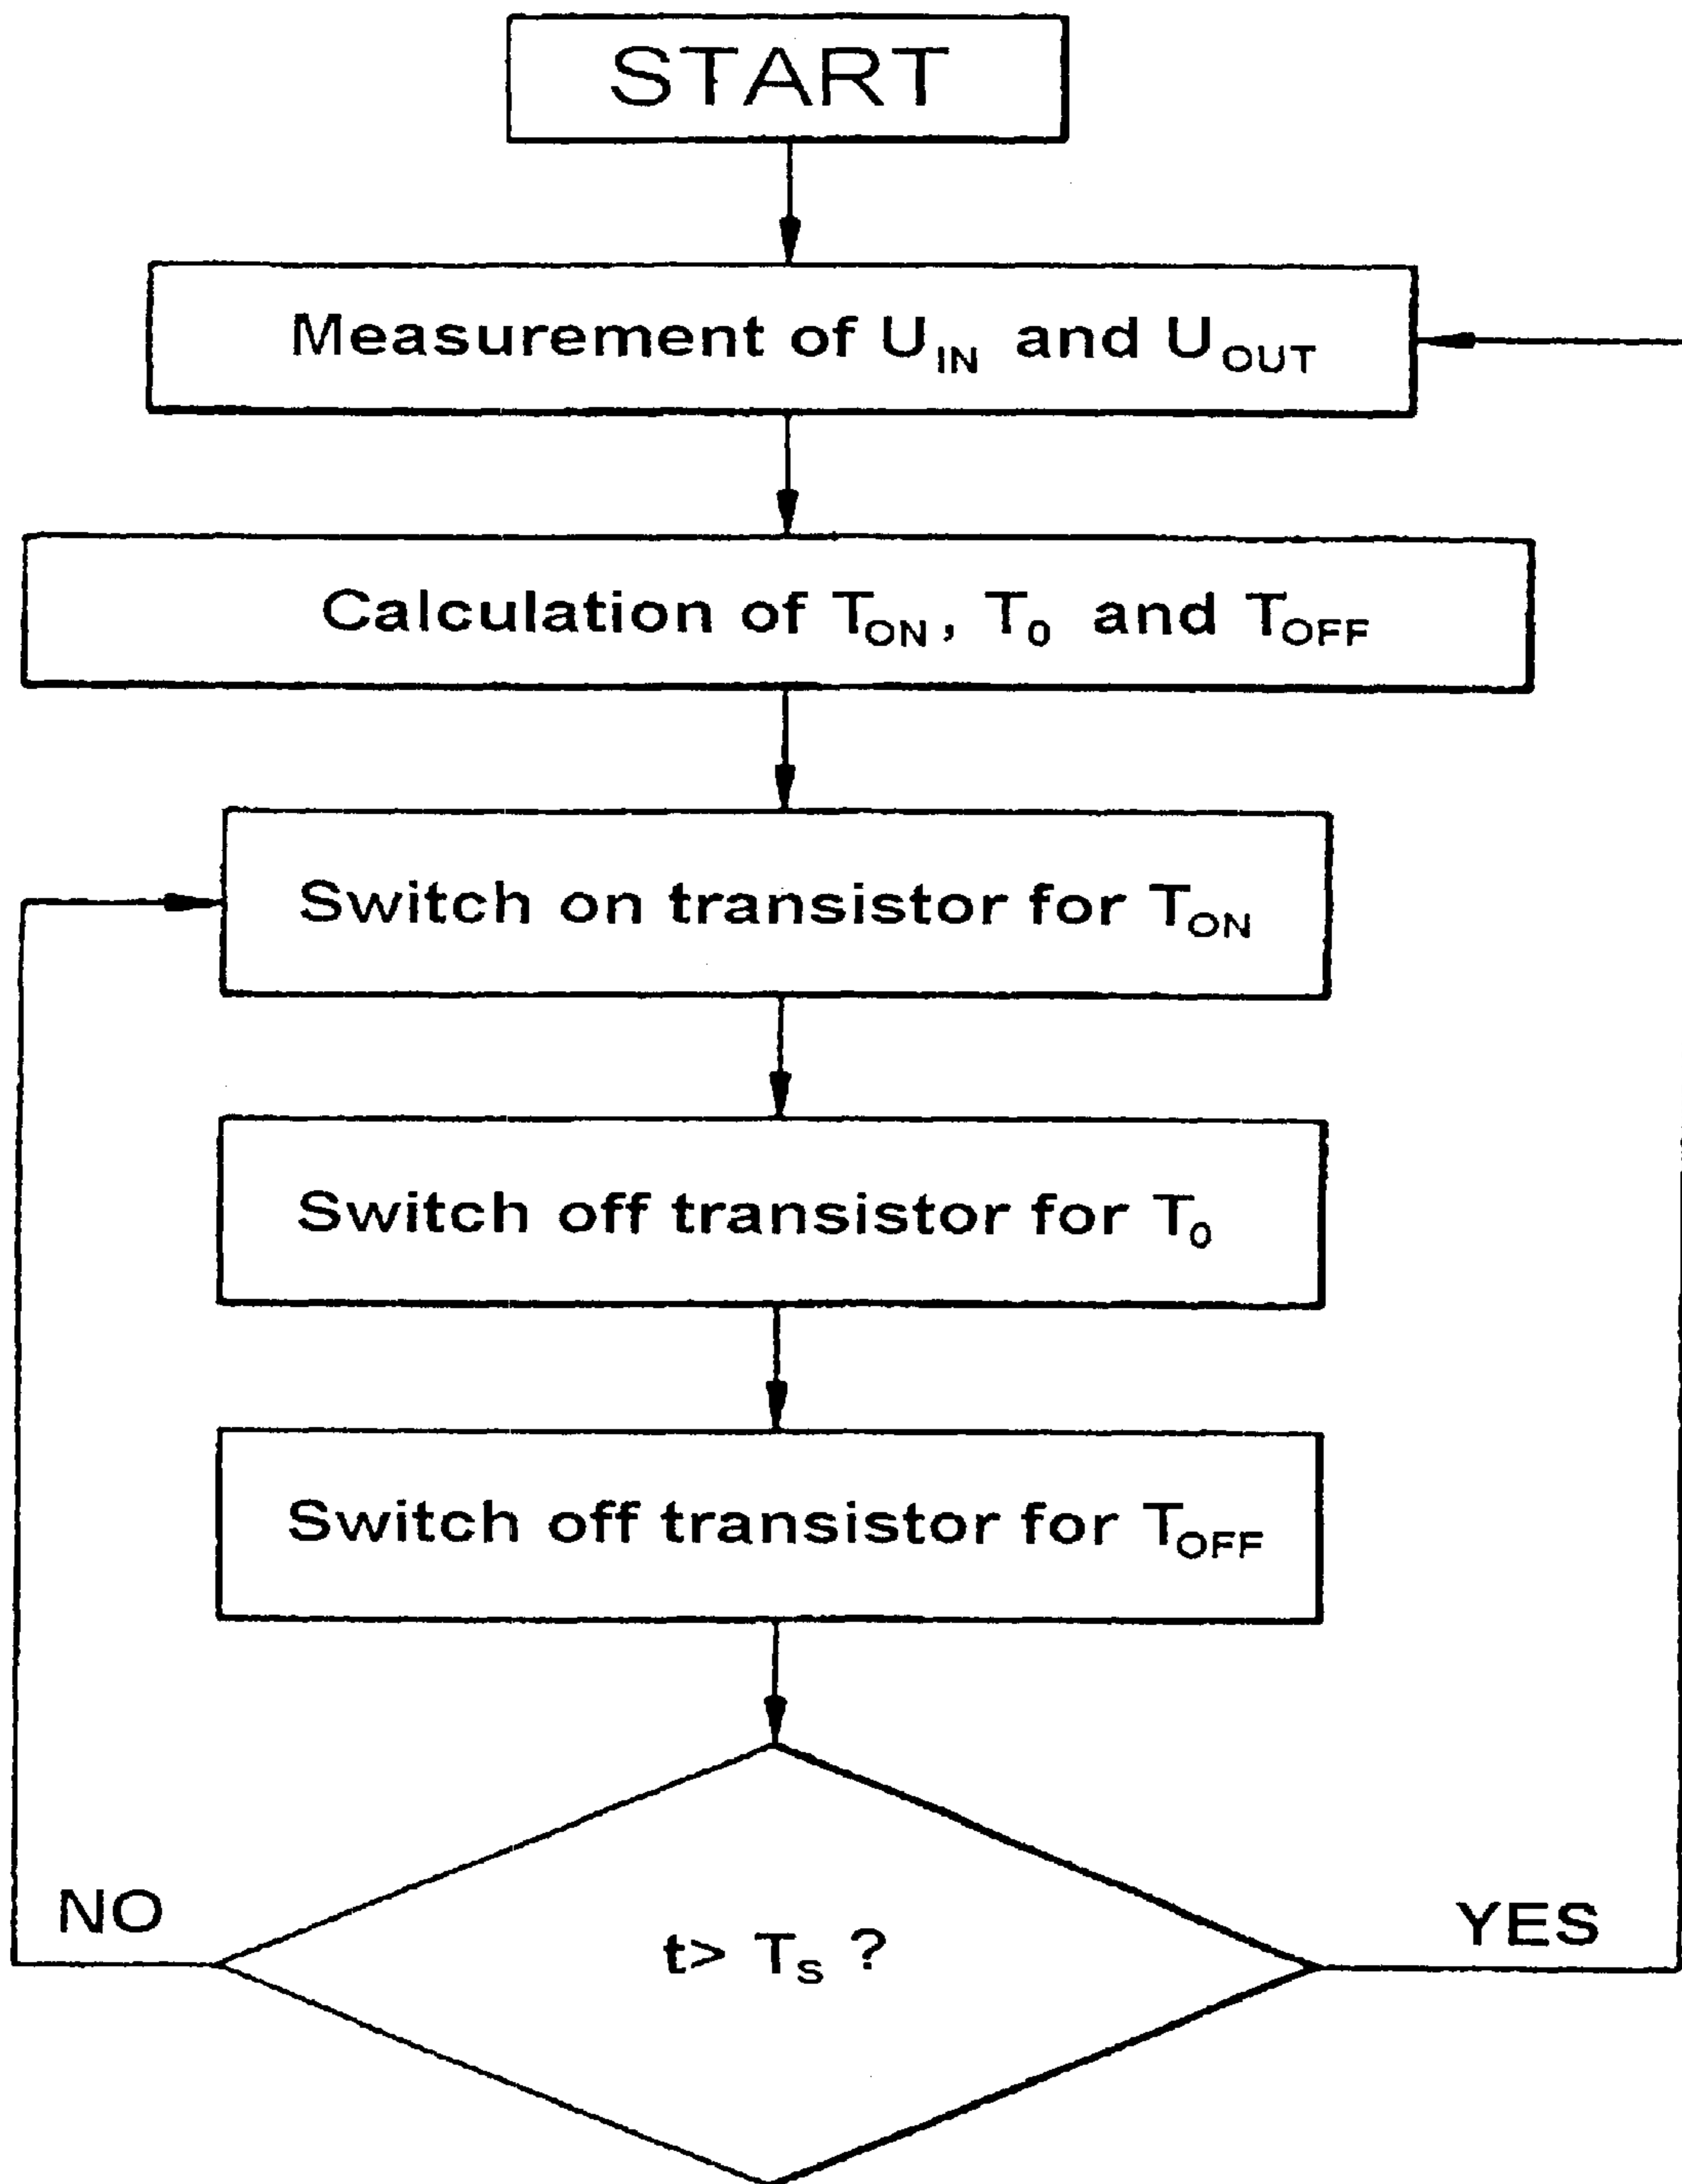 START
Measurement of U_IN and U_OUT
Calculation of T_ON, T_0 and T_OFF
Switch on transistor for T_ON
Switch off transistor for T_0
Switch off transistor for T_OFF
NO
t> T_S ?
YES